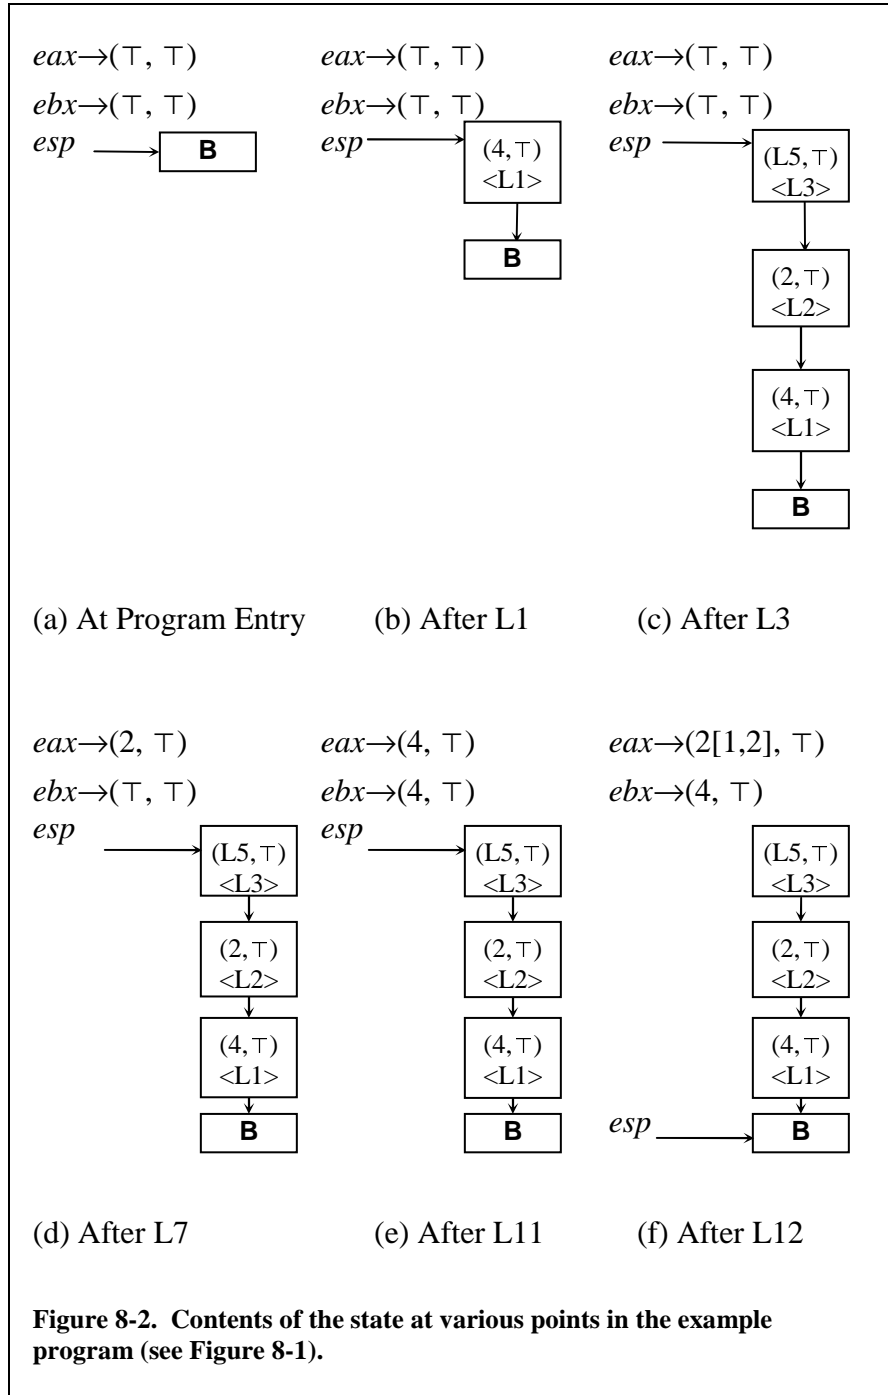 eax→(⊤, ⊤)
ebx→(⊤, ⊤)
esp
B
(a) At Program Entry
eax→(⊤, ⊤)
ebx→(⊤, ⊤)
esp
(4,⊤)
<L1>
B
(b) After L1
eax→(⊤, ⊤)
ebx→(⊤, ⊤)
esp
(L5,⊤)
<L3>
(2,⊤)
<L2>
(4,⊤)
<L1>
B
(c) After L3
eax→(2, ⊤)
ebx→(⊤, ⊤)
esp
(L5,⊤)
<L3>
(2,⊤)
<L2>
(4,⊤)
<L1>
B
(d) After L7
eax→(4, ⊤)
ebx→(4, ⊤)
esp
(L5,⊤)
<L3>
(2,⊤)
<L2>
(4,⊤)
<L1>
B
(e) After L11
eax→(2[1,2], ⊤)
ebx→(4, ⊤)
(L5,⊤)
<L3>
(2,⊤)
<L2>
(4,⊤)
<L1>
esp
B
(f) After L12
Figure 8-2. Contents of the state at various points in the example
program (see Figure 8-1).